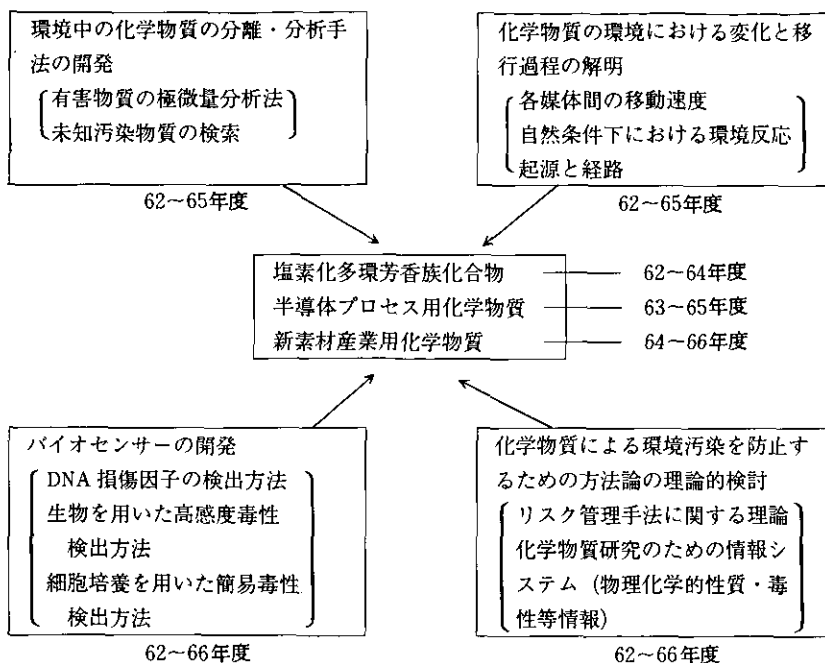 環境中の化学物質の分離・分析手
法の開発
有害物質の極微量分析法
未知汚染物質の検索
62~65年度
化学物質の環境における変化と移
行過程の解明
各媒体間の移動速度
自然条件下における環境反応
起源と経路
62~65年度
塩素化多環芳香族化合物 62~64年度
半導体プロセス用化学物質 63~65年度
新素材産業用化学物質 64~66年度
バイオセンサーの開発
DNA 損傷因子の検出方法
生物を用いた高感度毒性
検出方法
細胞培養を用いた簡易毒性
検出方法
62~66年度
化学物質による環境汚染を防止す
るための方法論の理論的検討
リスク管理手法に関する理論
化学物質研究のための情報シ
ステム(物理化学的性質・毒
性等情報)
62~66年度